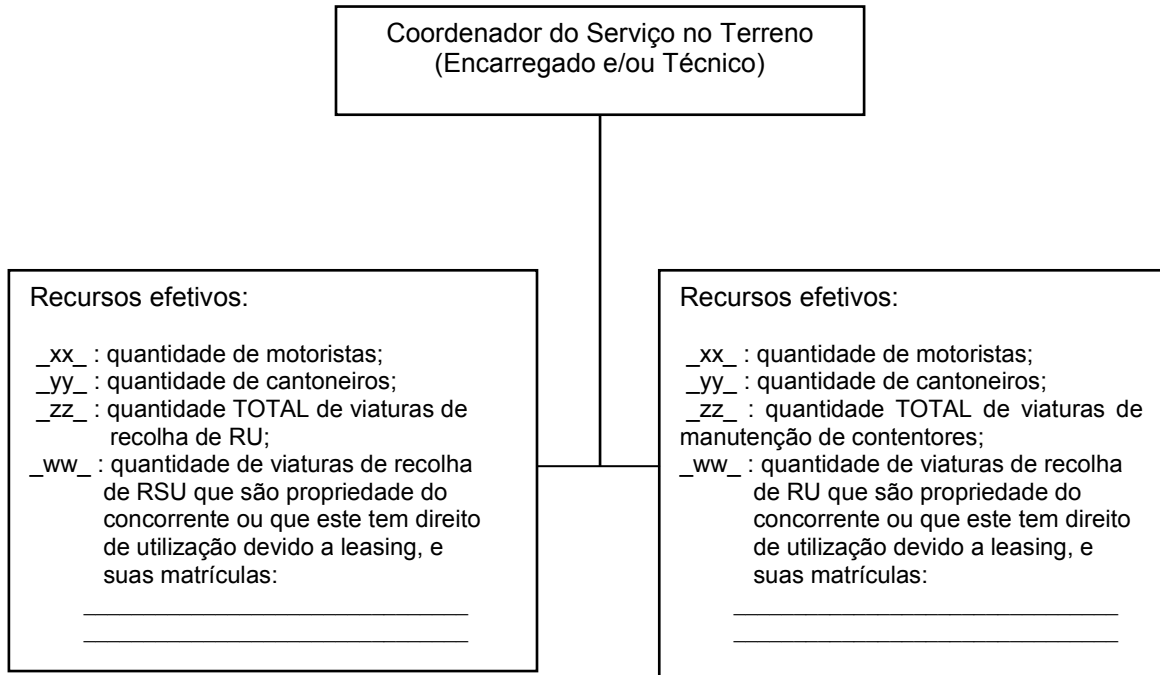 Coordenador do Serviço no Terreno
(Encarregado e/ou Técnico)
Recursos efetivos:
_xx_ : quantidade de motoristas;
_yy_ : quantidade de cantoneiros;
_zz_ : quantidade TOTAL de viaturas de
recolha de RU;
_ww_ : quantidade de viaturas de recolha
de RSU que são propriedade do
concorrente ou que este tem direito
de utilização devido a leasing, e
suas matrículas:
Recursos efetivos:
_xx_ : quantidade de motoristas;
_yy_ : quantidade de cantoneiros;
_zz_ : quantidade TOTAL de viaturas de
manutenção de contentores;
_ww_ : quantidade de viaturas de recolha
de RU que são propriedade do
concorrente ou que este tem direito
de utilização devido a leasing, e
suas matrículas: